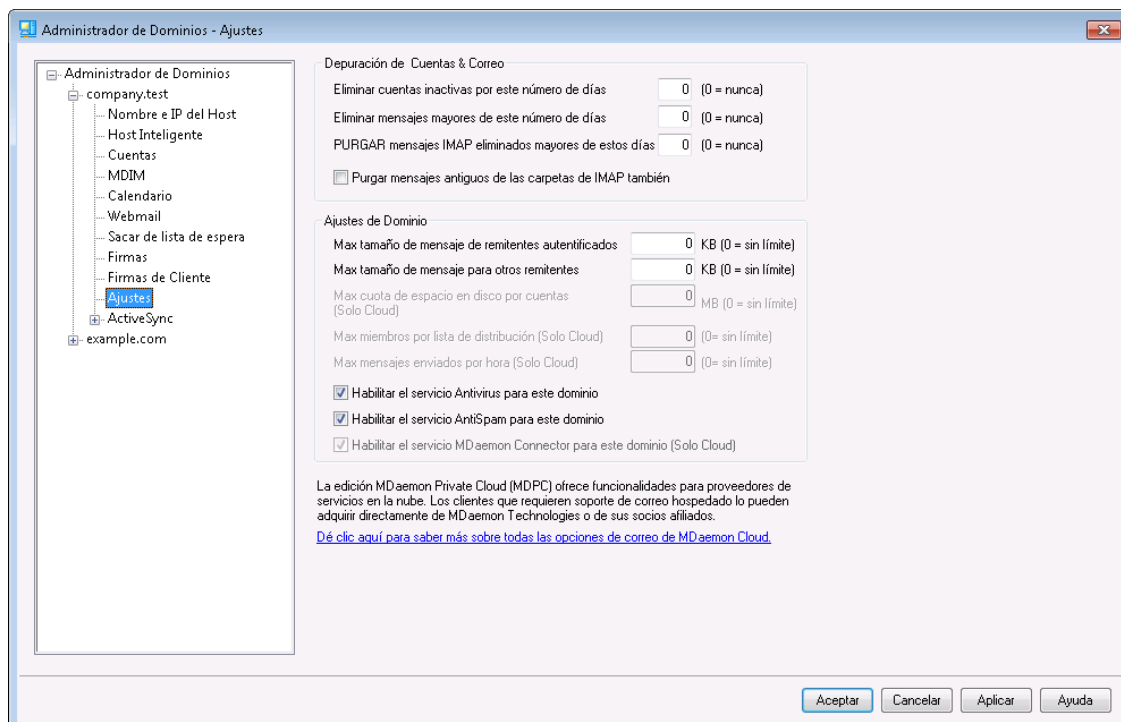 Administrador de Dominios - Ajustes
Administrador de Dominios
company.test
Nombre e IP del Host
Host Inteligente
Cuentas
MDIM
Calendario
Webmail
Sacar de lista de espera
Firmas
Firmas de Cliente
Ajustes
ActiveSync
example.com
Depuración de Cuentas & Correo
Eliminar cuentas inactivas por este número de días 0 (0 = nunca)
Eliminar mensajes mayores de este número de días 0 (0 = nunca)
PURGAR mensajes IMAP eliminados mayores de estos días 0 (0 = nunca)
Purgar mensajes antiguos de las carpetas de IMAP también
Ajustes de Dominio
Max tamaño de mensaje de remitentes autentificados 0 KB (0 = sin límite)
Max tamaño de mensaje para otros remitentes 0 KB (0 = sin límite)
Max cuota de espacio en disco por cuentas
(Solo Cloud) 0 MB (0 = sin límite)
Max miembros por lista de distribución (Solo Cloud) 0 (0= sin límite)
Max mensajes enviados por hora (Solo Cloud) 0 (0= sin límite)
Habilitar el servicio Antivirus para este dominio
Habilitar el servicio AntiSpam para este dominio
Habilitar el servicio MDaemon Connector para este dominio (Solo Cloud)
La edición MDaemon Private Cloud (MDPC) ofrece funcionalidades para proveedores de
servicios en la nube. Los clientes que requieren soporte de correo hospedado lo pueden
adquirir directamente de MDaemon Technologies o de sus socios afiliados.
Dé clic aquí para saber más sobre todas las opciones de correo de MDaemon Cloud.
Aceptar Cancelar Aplicar Ayuda